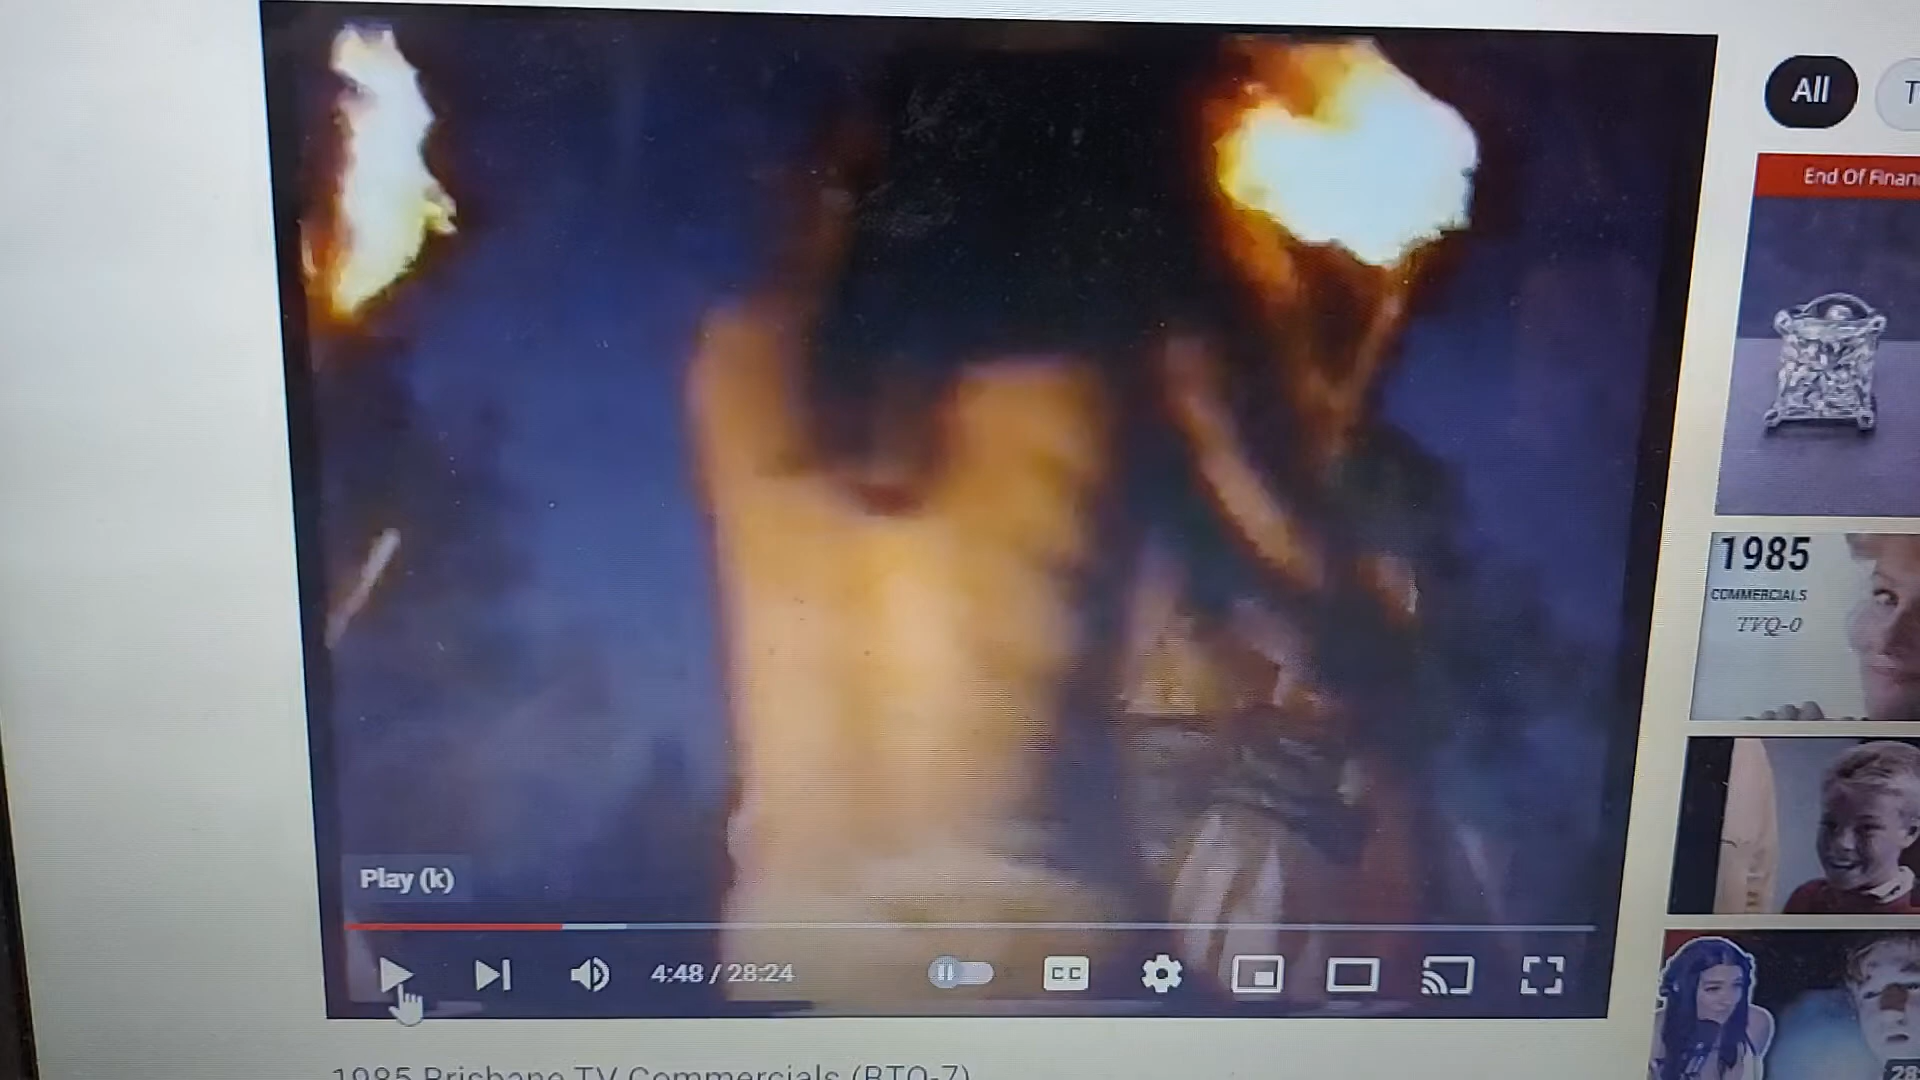 All
End Of Finan
1985
COMMERCIALS
TVQ-0
Play (k)
4:48 / 28:24
CC
28
1985 Brisbane TV Commercials (BTQ-7)